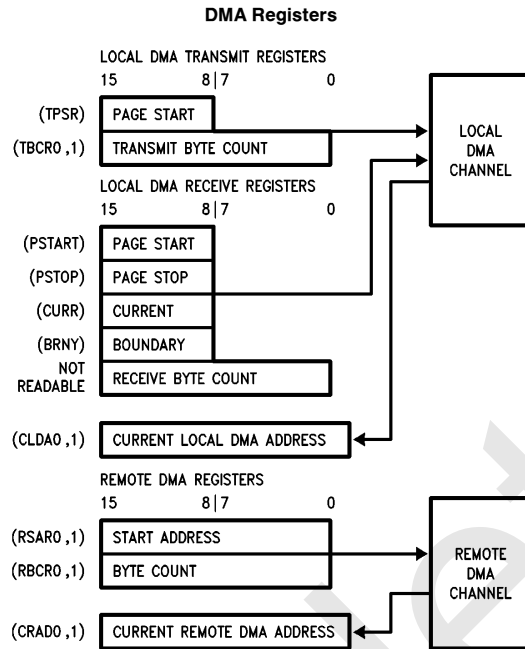 DMA Registers
LOCAL DMA TRANSMIT REGISTERS
15 8|7 0
(TPSR) PAGE START
(TBCR0,1) TRANSMIT BYTE COUNT
LOCAL DMA CHANNEL
LOCAL DMA RECEIVE REGISTERS
15 8|7 0
(PSTART) PAGE START
(PSTOP) PAGE STOP
(CURR) CURRENT
(BRNY) BOUNDARY
NOT READABLE RECEIVE BYTE COUNT
(CLDA0,1) CURRENT LOCAL DMA ADDRESS
REMOTE DMA REGISTERS
15 8|7 0
(RSAR0,1) START ADDRESS
(RBCR0,1) BYTE COUNT
REMOTE DMA CHANNEL
(CRAD0,1) CURRENT REMOTE DMA ADDRESS